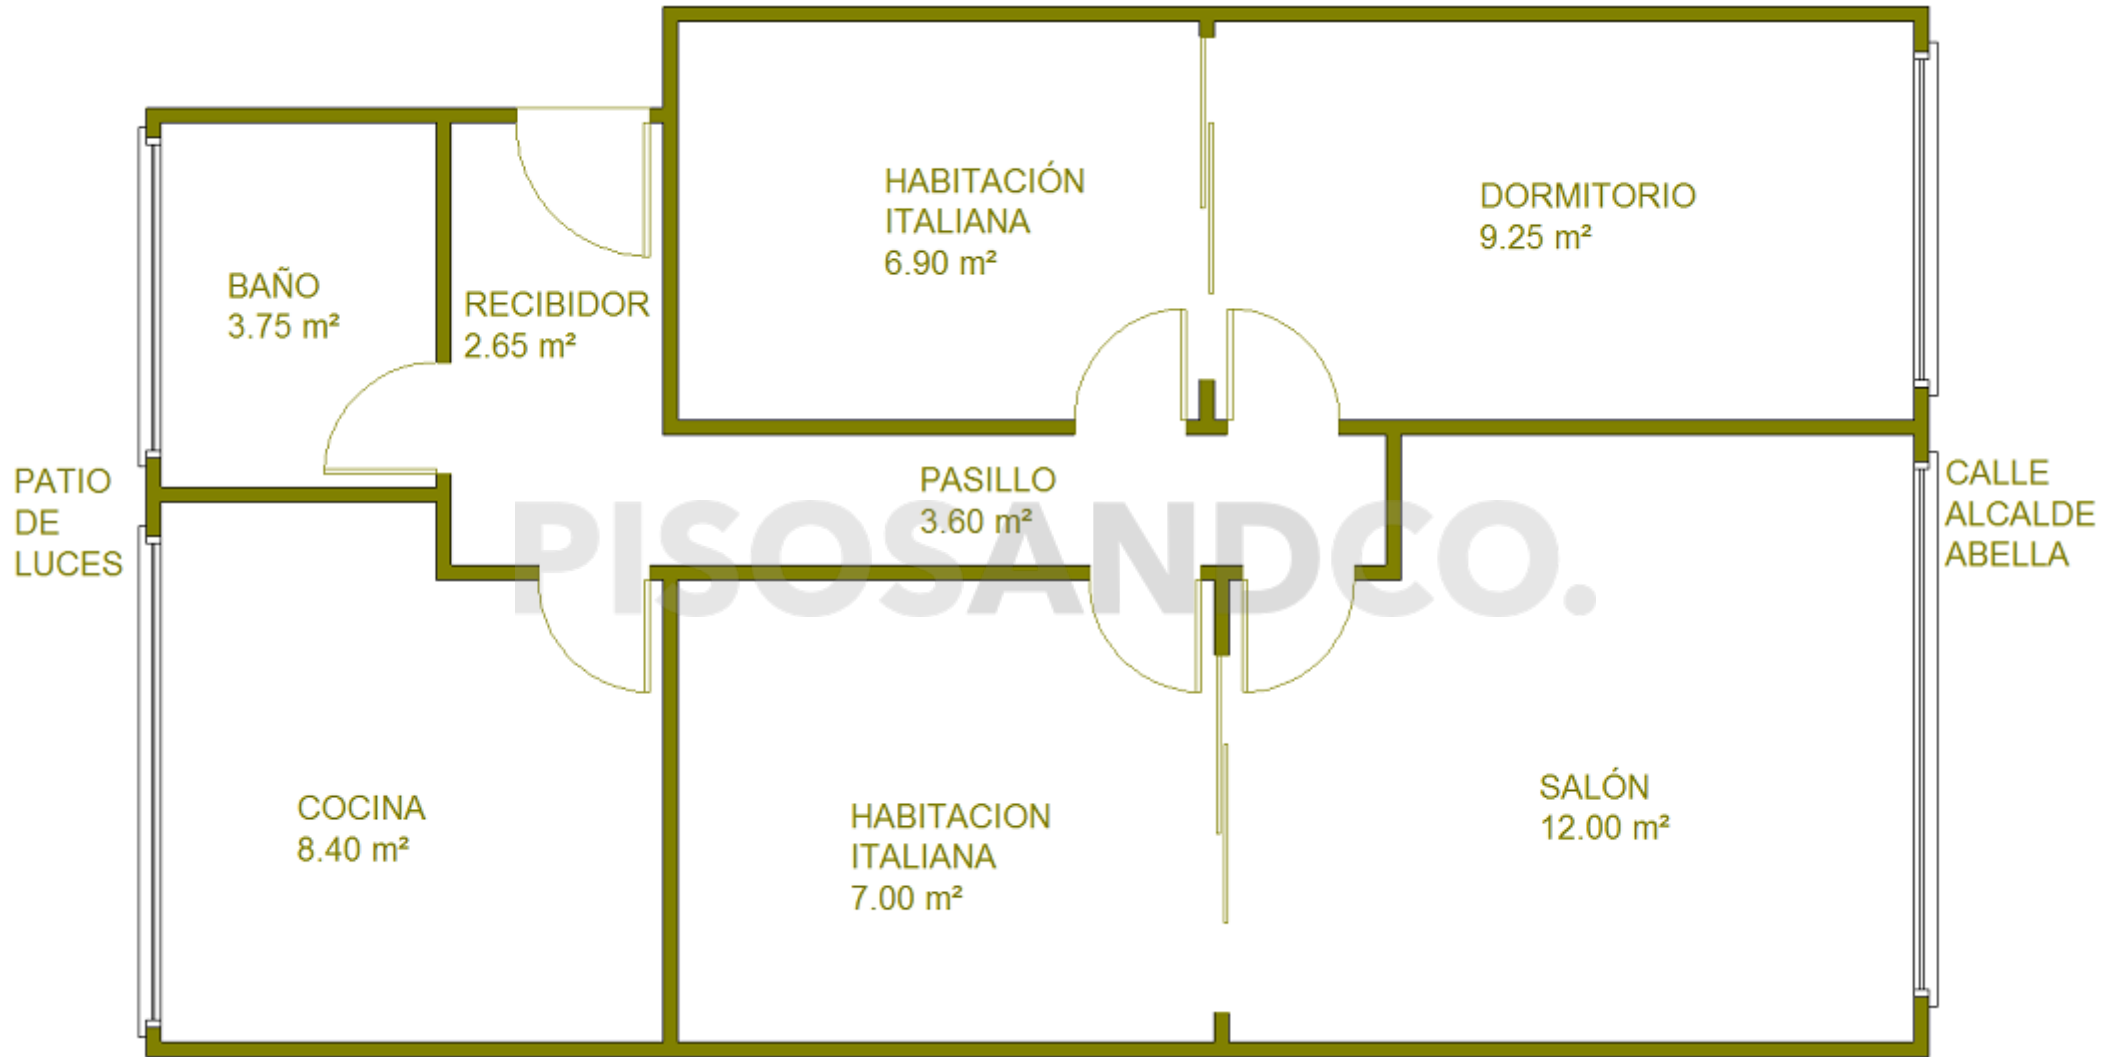 HABITACIÓN
ITALIANA
6.90 m²
DORMITORIO
9.25 m²
BAÑO
3.75 m²
RECIBIDOR
2.65 m²
PATIO
DE
LUCES
PASILLO
3.60 m²
CALLE
ALCALDE
ABELLA
PISOSANDCO.
COCINA
8.40 m²
HABITACION
ITALIANA
7.00 m²
SALÓN
12.00 m²